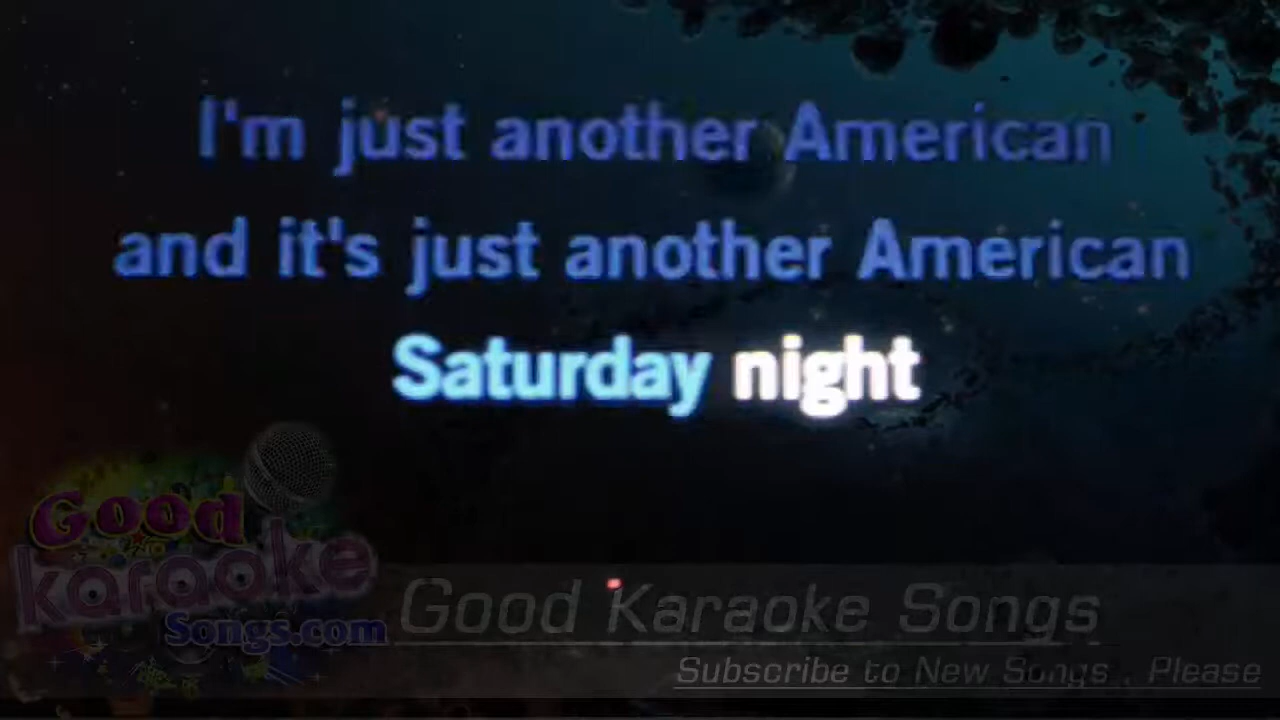 I'm just another American
and it's just another American
Saturday night
Good
karaoke
Songs.com
Good Karaoke Songs
Subscribe to New Songs , Please